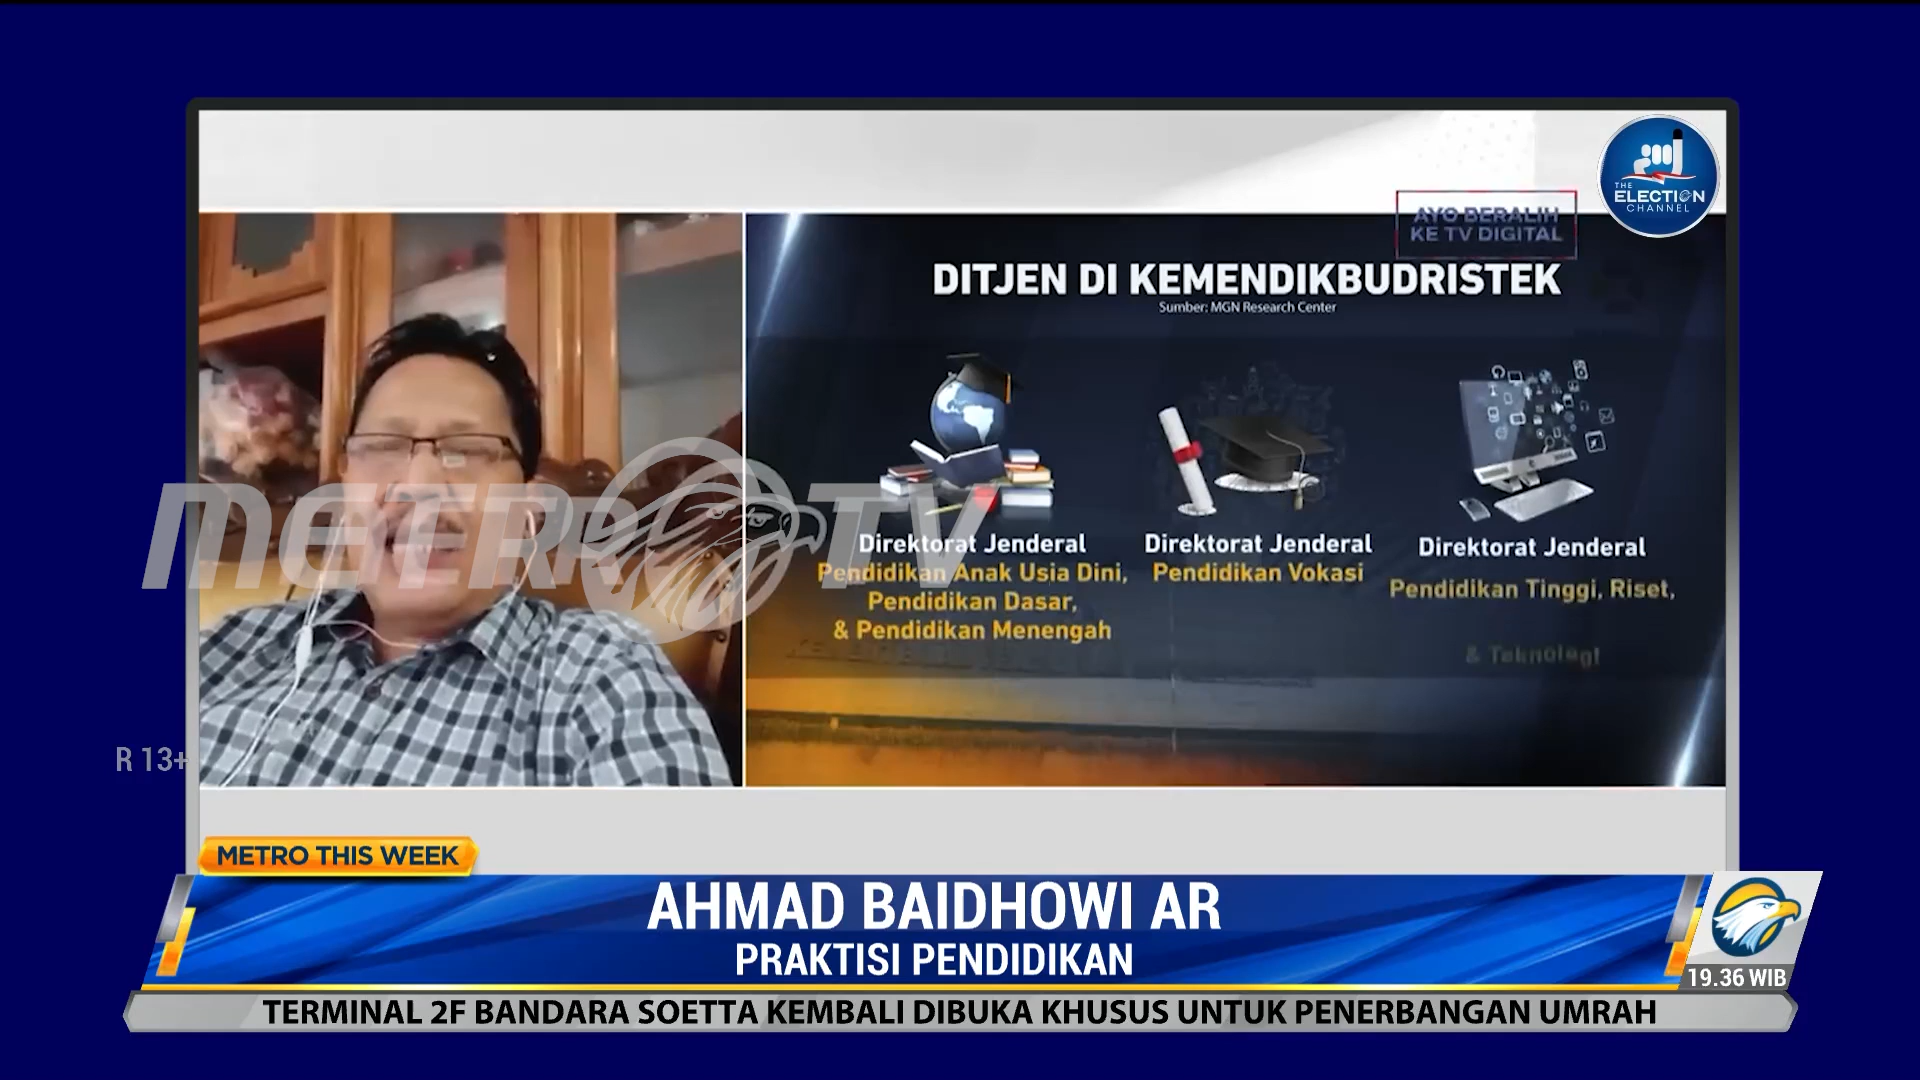 THE
ELECTION
CHANNEL
AYO BERALIH
KE TV DIGITAL
DITJEN DI KEMENDIKBUDRISTEK
Sumber: MGN Research Center
Direktorat Jenderal
Pendidikan Anak Usia Dini,
Pendidikan Dasar,
& Pendidikan Menengah
Direktorat Jenderal
Pendidikan Vokasi
Direktorat Jenderal
Pendidikan Tinggi, Riset,
& Teknologi
METRO TV
R 13+
METRO THIS WEEK
AHMAD BAIDHOWI AR
PRAKTISI PENDIDIKAN
19.36 WIB
TERMINAL 2F BANDARA SOETTA KEMBALI DIBUKA KHUSUS UNTUK PENERBANGAN UMRAH